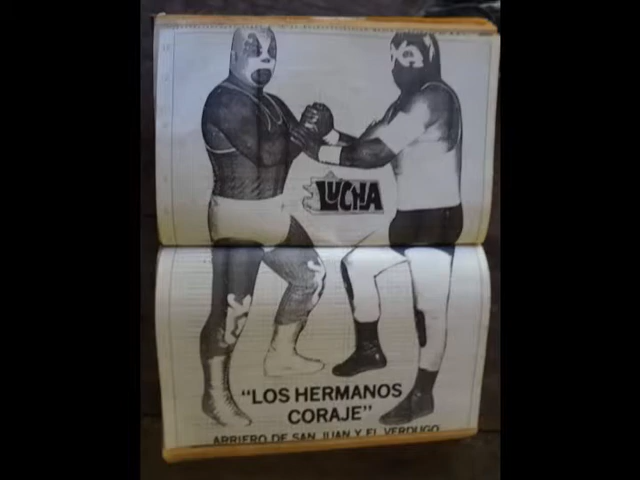 LUCHA
"LOS HERMANOS
CORAJE"
ARRIERO DE SAN JUAN Y EL VERDUGO